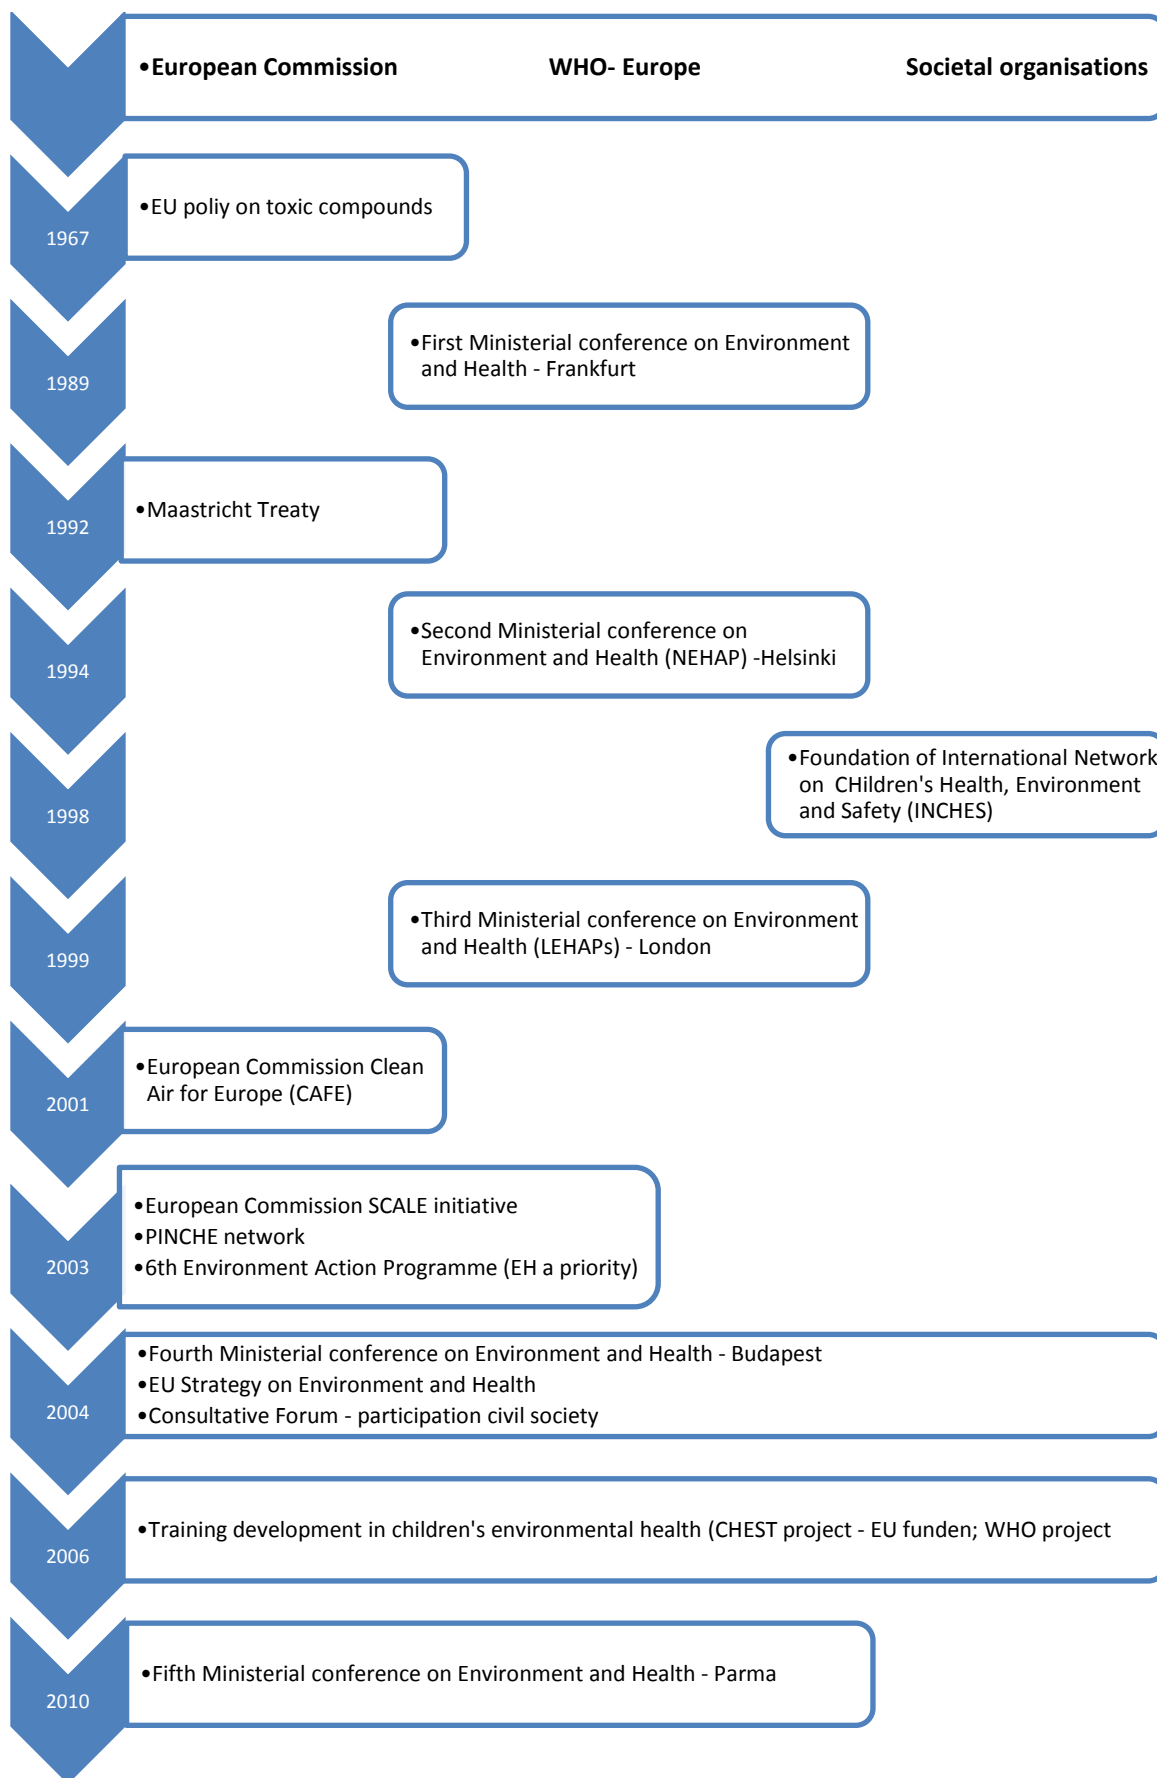 •European Commission WHO- Europe Societal organisations
1967
•EU poliy on toxic compounds
1989
•First Ministerial conference on Environment
and Health - Frankfurt
1992
•Maastricht Treaty
1994
•Second Ministerial conference on
Environment and Health (NEHAP) -Helsinki
1998
•Foundation of International Network
on CHildren's Health, Environment
and Safety (INCHES)
1999
•Third Ministerial conference on Environment
and Health (LEHAPs) - London
2001
•European Commission Clean
Air for Europe (CAFE)
2003
•European Commission SCALE initiative
•PINCHE network
•6th Environment Action Programme (EH a priority)
2004
•Fourth Ministerial conference on Environment and Health - Budapest
•EU Strategy on Environment and Health
•Consultative Forum - participation civil society
2006
•Training development in children's environmental health (CHEST project - EU funden; WHO project
2010
•Fifth Ministerial conference on Environment and Health - Parma